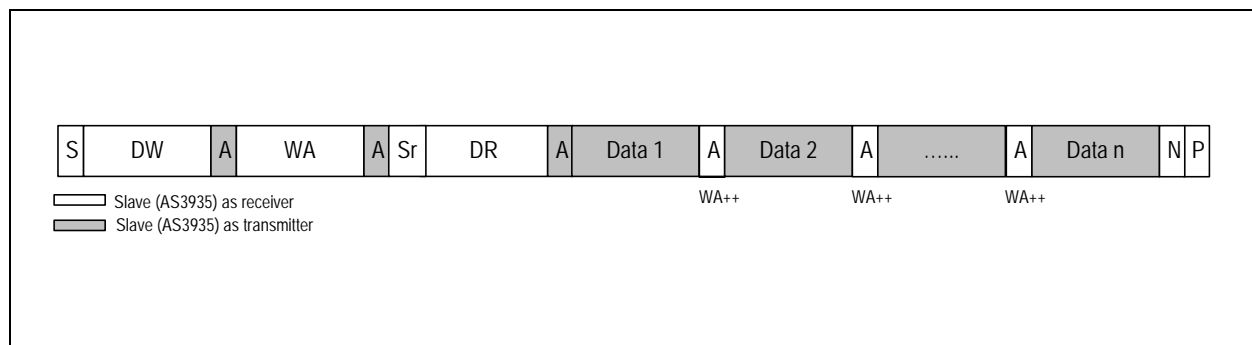 S DW A WA A Sr DR A Data 1 A Data 2 A ...... A Data n N P
WA++ WA++ WA++
Slave (AS3935) as receiver
Slave (AS3935) as transmitter